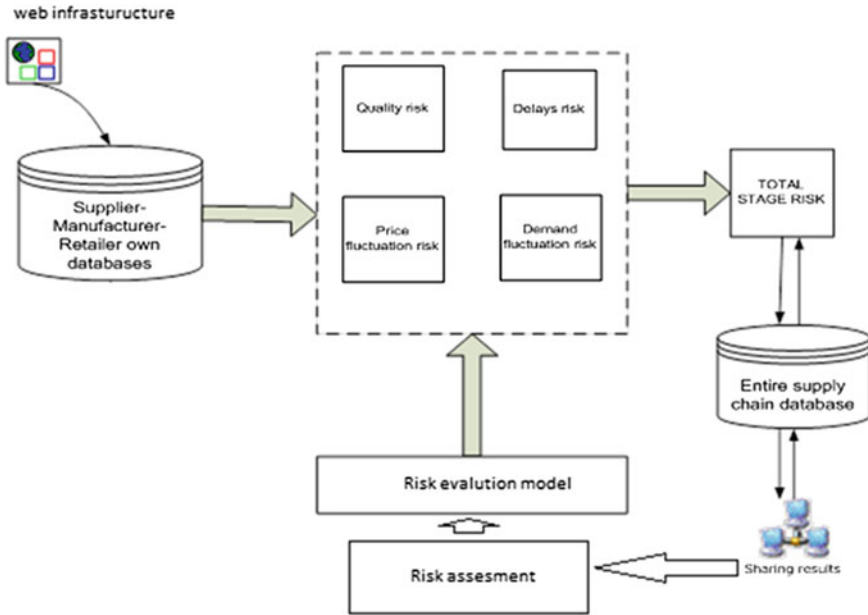 web infrasturucture
Quality risk
Delays risk
Supplier-
Manufacturer-
Retailer own
databases
Price
fluctuation risk
Demand
fluctuation risk
TOTAL
STAGE RISK
Entire supply
chain database
Risk evalution model
Risk assesment
Sharing results